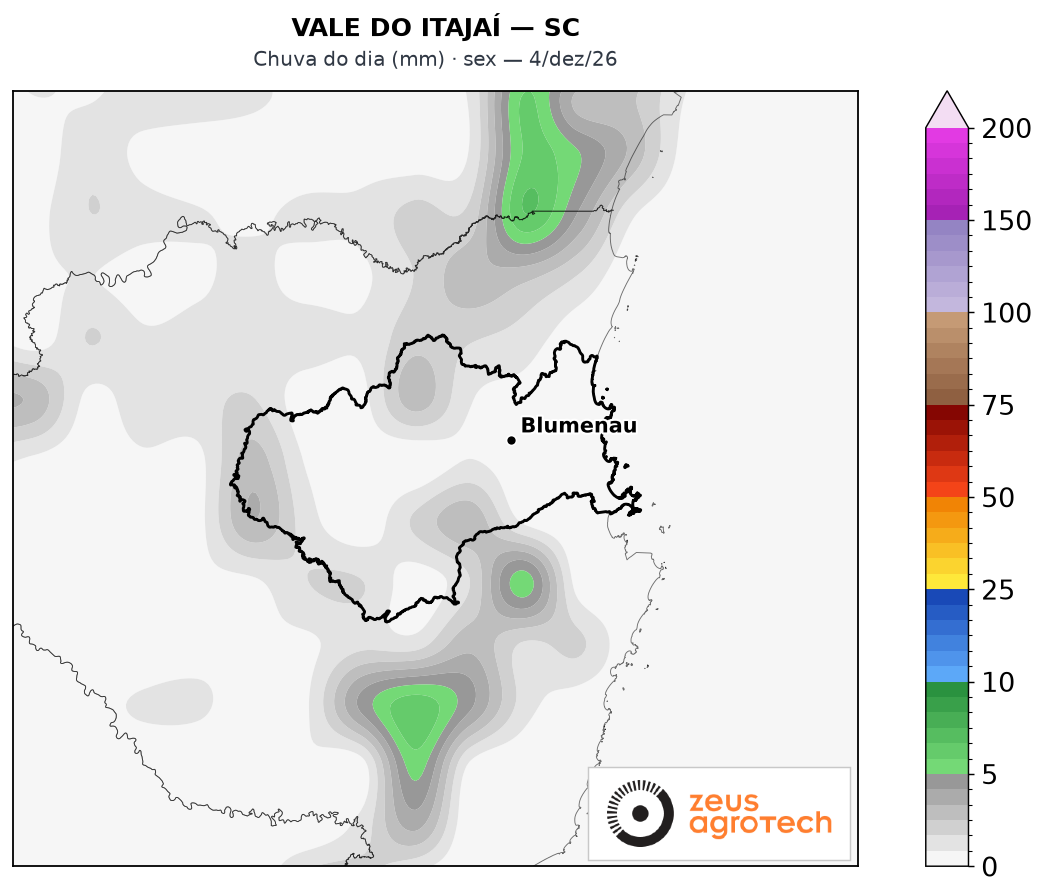 VALE DO ITAJAÍ — SC
Chuva do dia (mm) · sex — 4/dez/26
Blumenau
200
150
100
75
50
25
10
5
0
zeus
agrotech